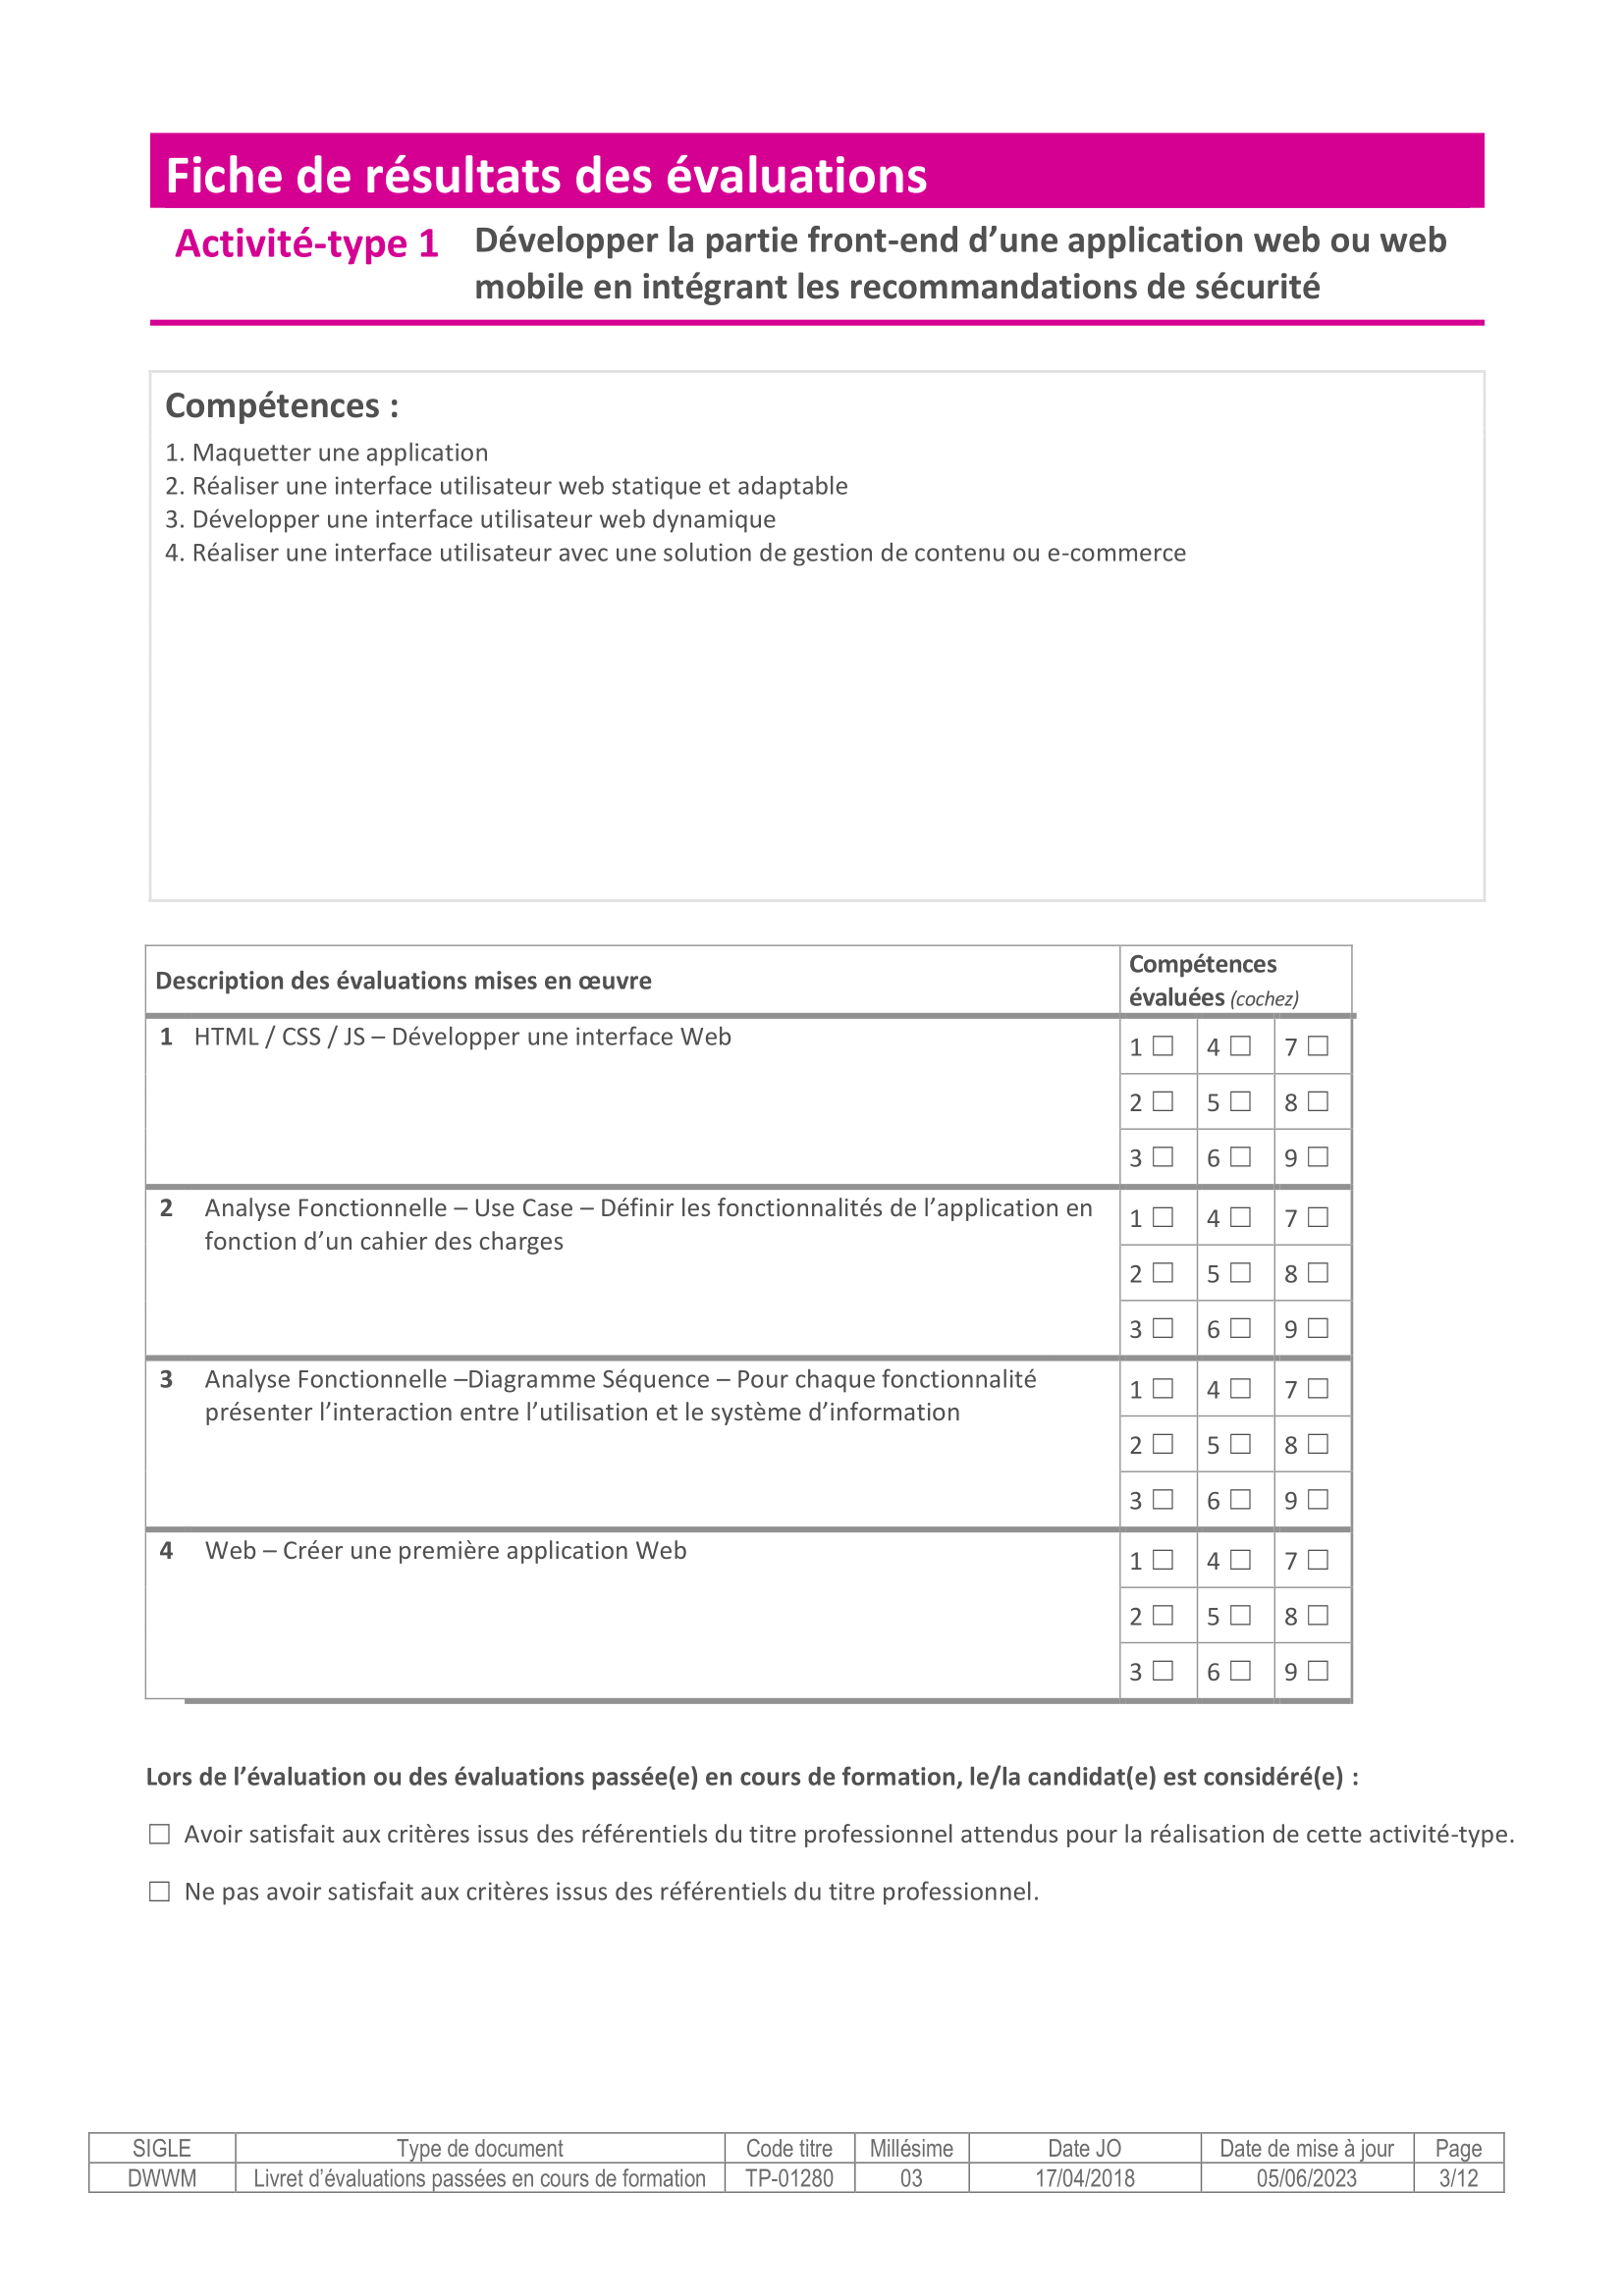 Fiche de résultats des évaluations
Activité-type 1 Développer la partie front-end d’une application web ou web
mobile en intégrant les recommandations de sécurité
Compétences :
1. Maquetter une application
2. Réaliser une interface utilisateur web statique et adaptable
3. Développer une interface utilisateur web dynamique
4. Réaliser une interface utilisateur avec une solution de gestion de contenu ou e-commerce
Description des évaluations mises en œuvre
Compétences
évaluées (cochez)
1 HTML / CSS / JS – Développer une interface Web
1 ☐ 4 ☐ 7 ☐
2 ☐ 5 ☐ 8 ☐
3 ☐ 6 ☐ 9 ☐
2 Analyse Fonctionnelle – Use Case – Définir les fonctionnalités de l’application en
fonction d’un cahier des charges
1 ☐ 4 ☐ 7 ☐
2 ☐ 5 ☐ 8 ☐
3 ☐ 6 ☐ 9 ☐
3 Analyse Fonctionnelle –Diagramme Séquence – Pour chaque fonctionnalité
présenter l’interaction entre l’utilisation et le système d’information
1 ☐ 4 ☐ 7 ☐
2 ☐ 5 ☐ 8 ☐
3 ☐ 6 ☐ 9 ☐
4 Web – Créer une première application Web
1 ☐ 4 ☐ 7 ☐
2 ☐ 5 ☐ 8 ☐
3 ☐ 6 ☐ 9 ☐
Lors de l’évaluation ou des évaluations passée(e) en cours de formation, le/la candidat(e) est considéré(e) :
☐ Avoir satisfait aux critères issus des référentiels du titre professionnel attendus pour la réalisation de cette activité-type.
☐ Ne pas avoir satisfait aux critères issus des référentiels du titre professionnel.
SIGLE Type de document Code titre Millésime Date JO Date de mise à jour Page
DWWM Livret d’évaluations passées en cours de formation TP-01280 03 17/04/2018 05/06/2023 3/12